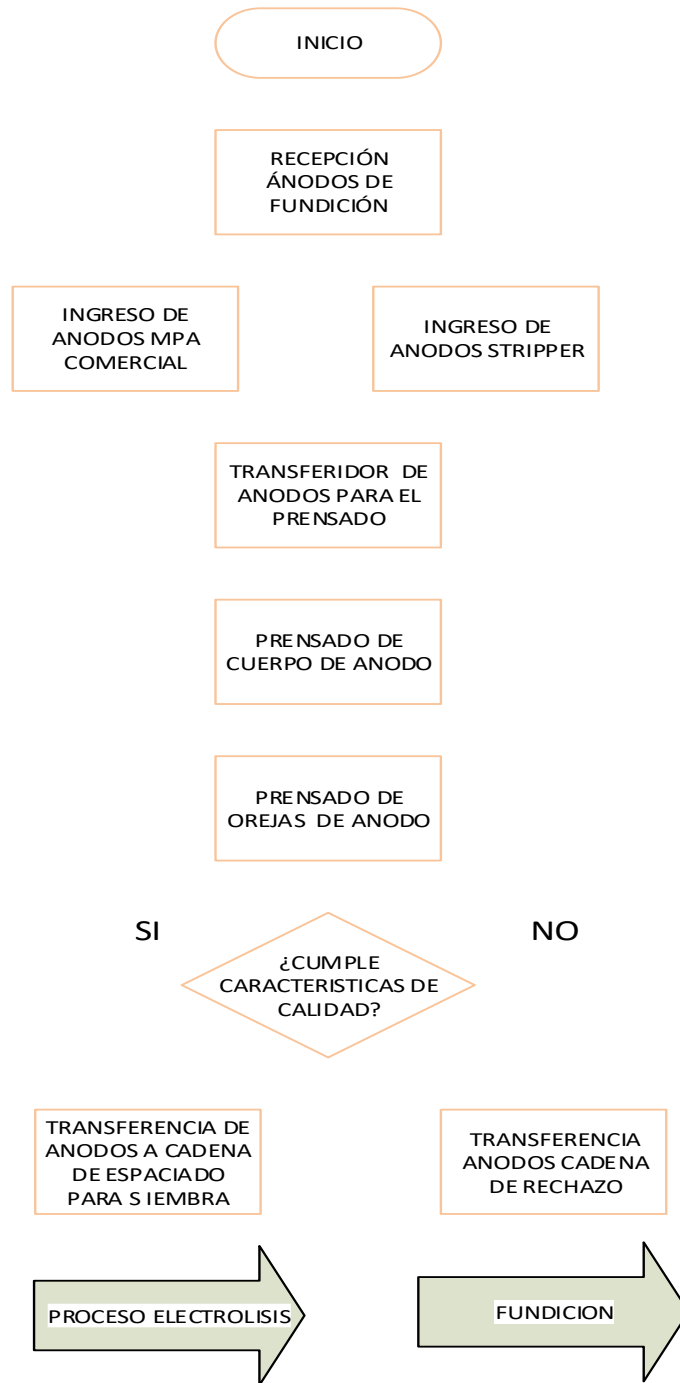 INICIO
RECEPCIÓN
ÁNODOS DE
FUNDICIÓN
INGRESO DE
ANODOS MPA
COMERCIAL
INGRESO DE
ANODOS STRIPPER
TRANSFERIDOR DE
ANODOS PARA EL
PRENSADO
PRENSADO DE
CUERPO DE ANODO
PRENSADO DE
OREJAS DE ANODO
SI
NO
¿CUMPLE
CARACTERISTICAS DE
CALIDAD?
TRANSFERENCIA DE
ANODOS A CADENA
DE ESPACIADO
PARA SIEMBRA
TRANSFERENCIA
ANODOS CADENA
DE RECHAZO
PROCESO ELECTROLISIS
FUNDICION